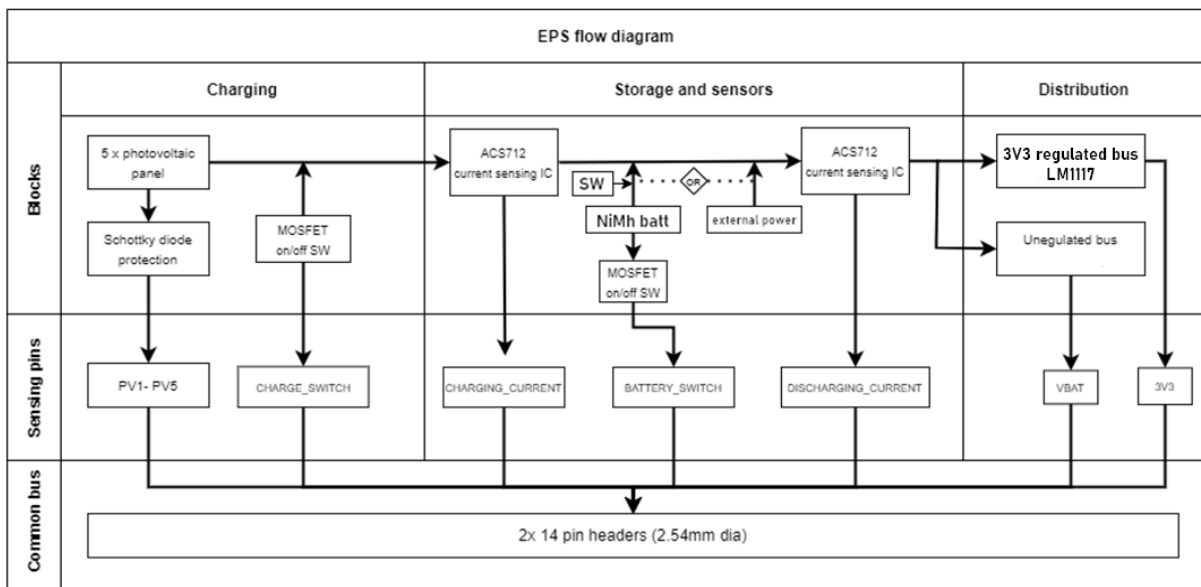 EPS flow diagram
Charging
Storage and sensors
Distribution
Blocks
5 x photovoltaic
panel
ACS712
current sensing IC
ACS712
current sensing IC
3V3 regulated bus
LM1117
SW
OR
Schottky diode
protection
MOSFET
on/off SW
NiMh batt
external power
Unegulated bus
MOSFET
on/off SW
Sensing pins
PV1- PV5
CHARGE_SWITCH
CHARGING_CURRENT
BATTERY_SWITCH
DISCHARGING_CURRENT
VBAT
3V3
Common bus
2x 14 pin headers (2.54mm dia)